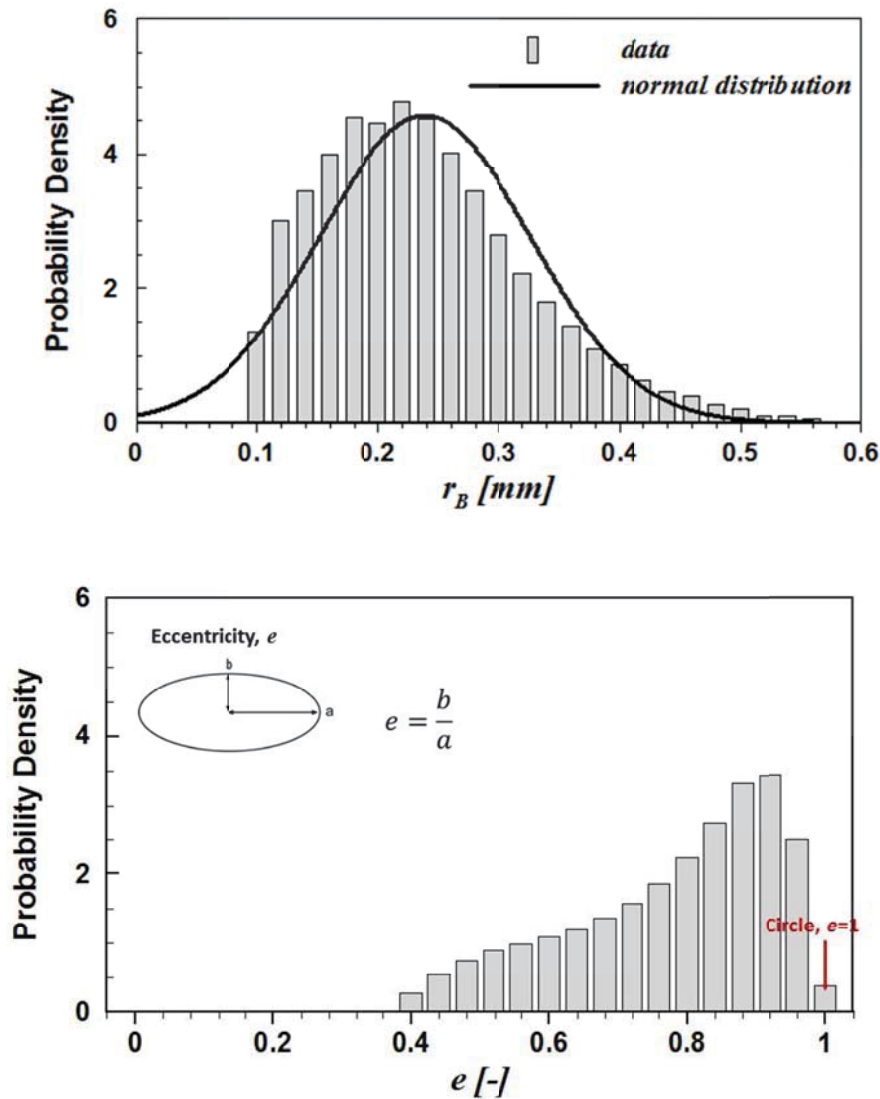 6
4
2
0
Probability Density
data
normal distribution
0 0.1 0.2 0.3 0.4 0.5 0.6
r_B [mm]
6
4
2
0
Probability Density
Eccentricity, e
b
a
e = b/a
Circle, e=1
0 0.2 0.4 0.6 0.8 1
e [-]